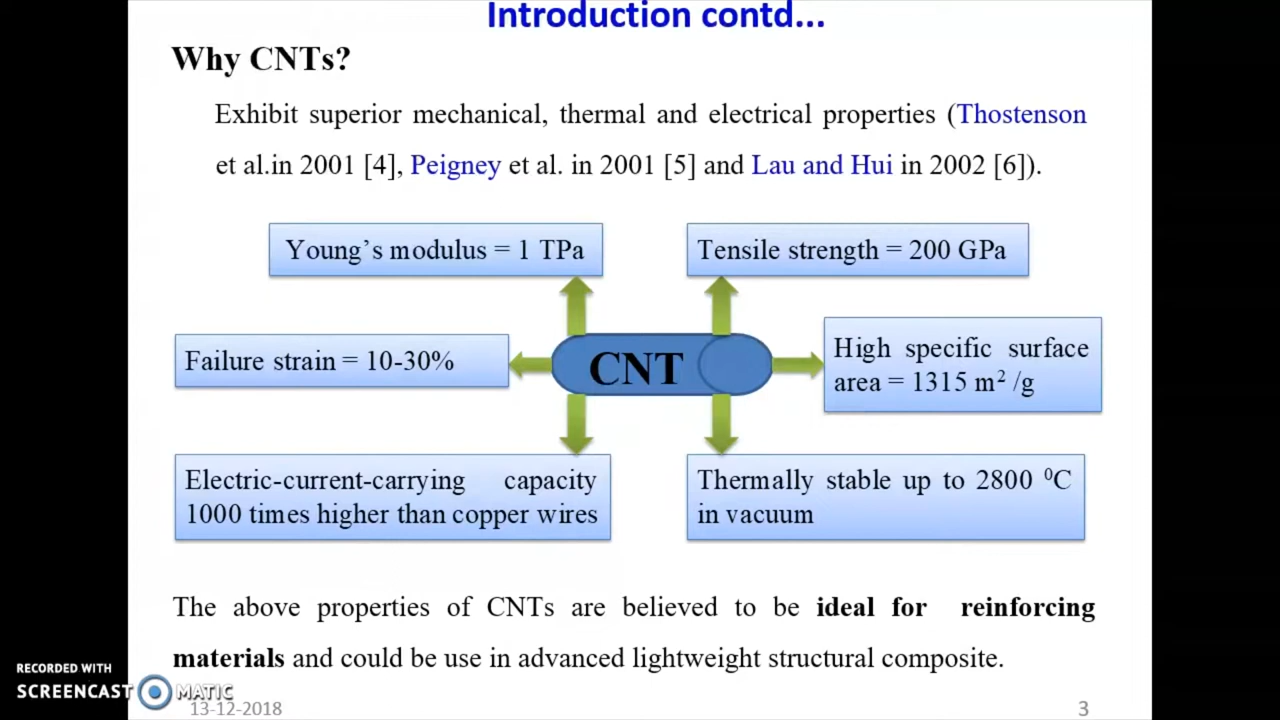 Introduction contd...
Why CNTs?
Exhibit superior mechanical, thermal and electrical properties (Thostenson
et al.in 2001 [4], Peigney et al. in 2001 [5] and Lau and Hui in 2002 [6]).
Young’s modulus = 1 TPa
Tensile strength = 200 GPa
Failure strain = 10-30%
CNT
High specific surface
area = 1315 m² /g
Electric-current-carrying capacity
1000 times higher than copper wires
Thermally stable up to 2800 ⁰C
in vacuum
The above properties of CNTs are believed to be ideal for reinforcing
materials and could be use in advanced lightweight structural composite.
RECORDED WITH
SCREENCAST MATIC
13-12-2018
3